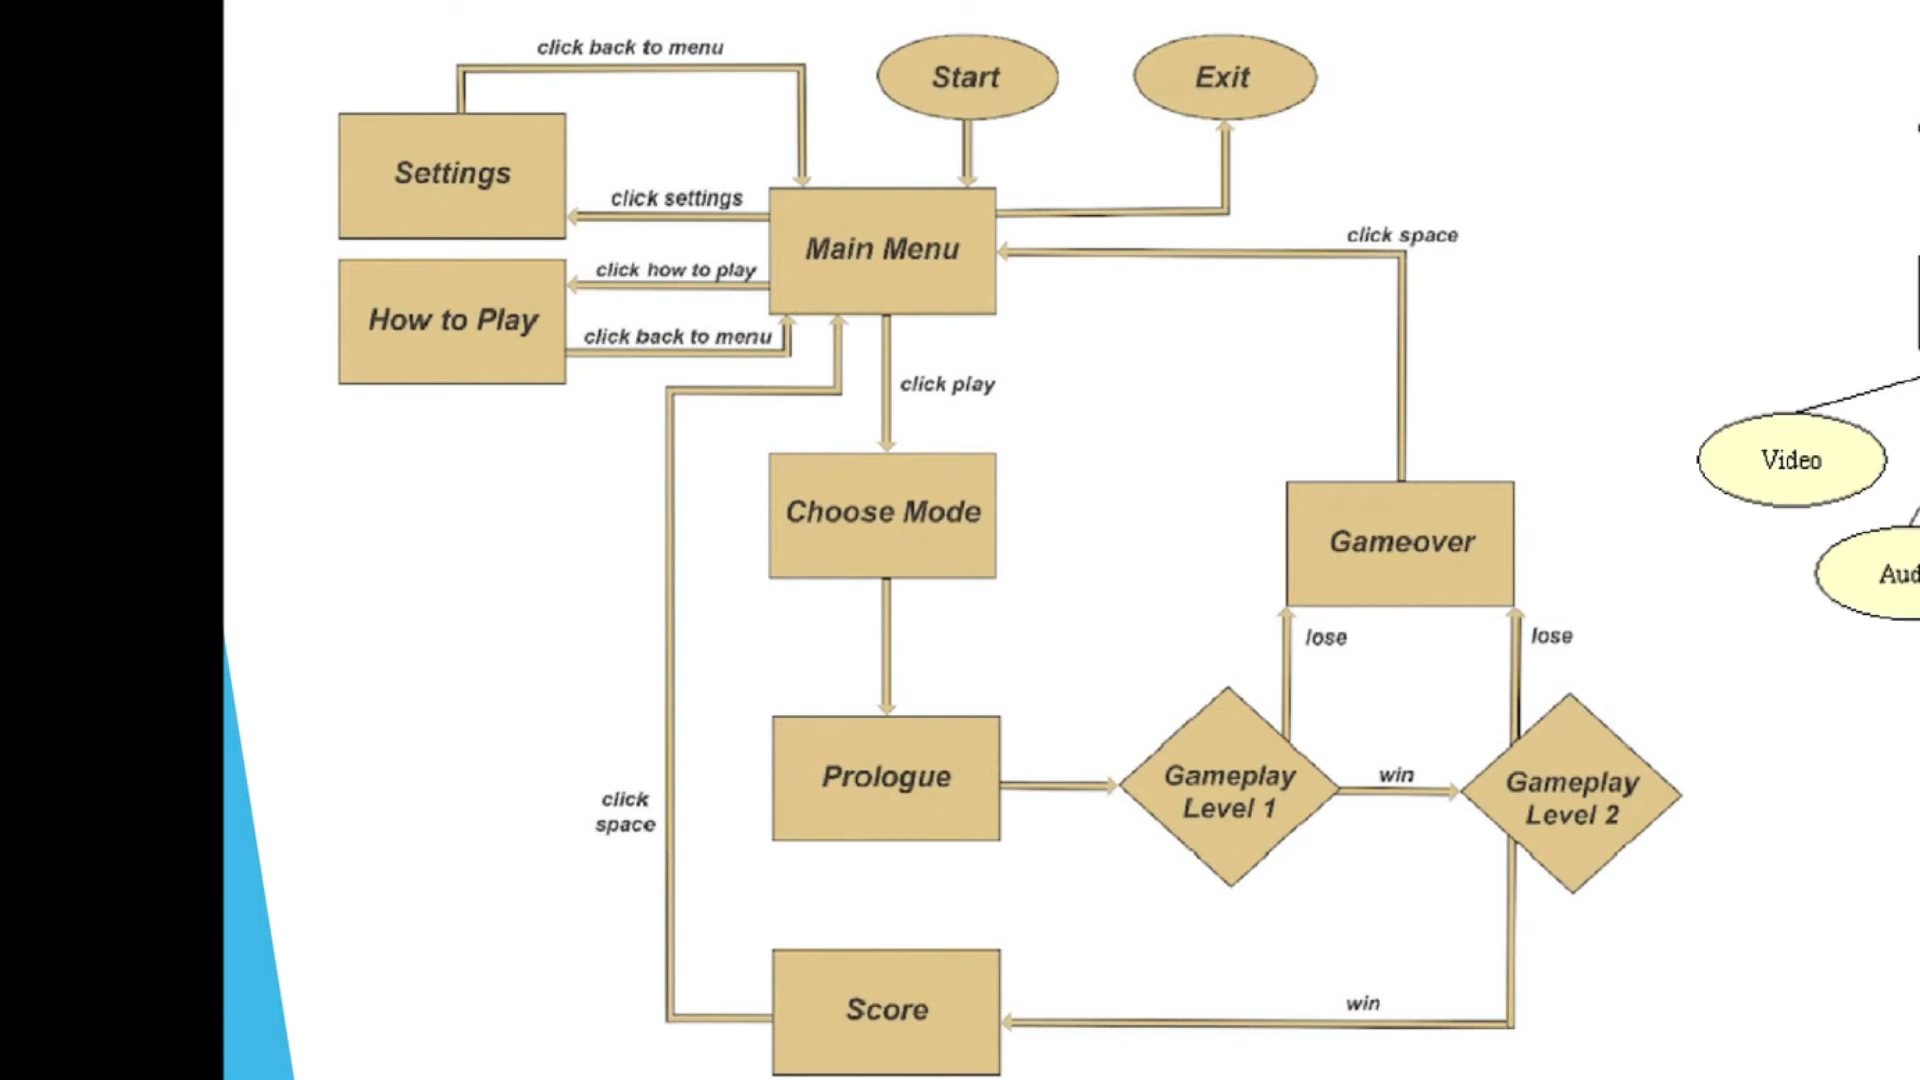 click back to menu
Start
Exit
Settings
click settings
Main Menu
click space
click how to play
How to Play
click back to menu
click play
Video
Choose Mode
Gameover
lose
lose
Prologue
Gameplay
Level 1
win
Gameplay
Level 2
click
space
Score
win